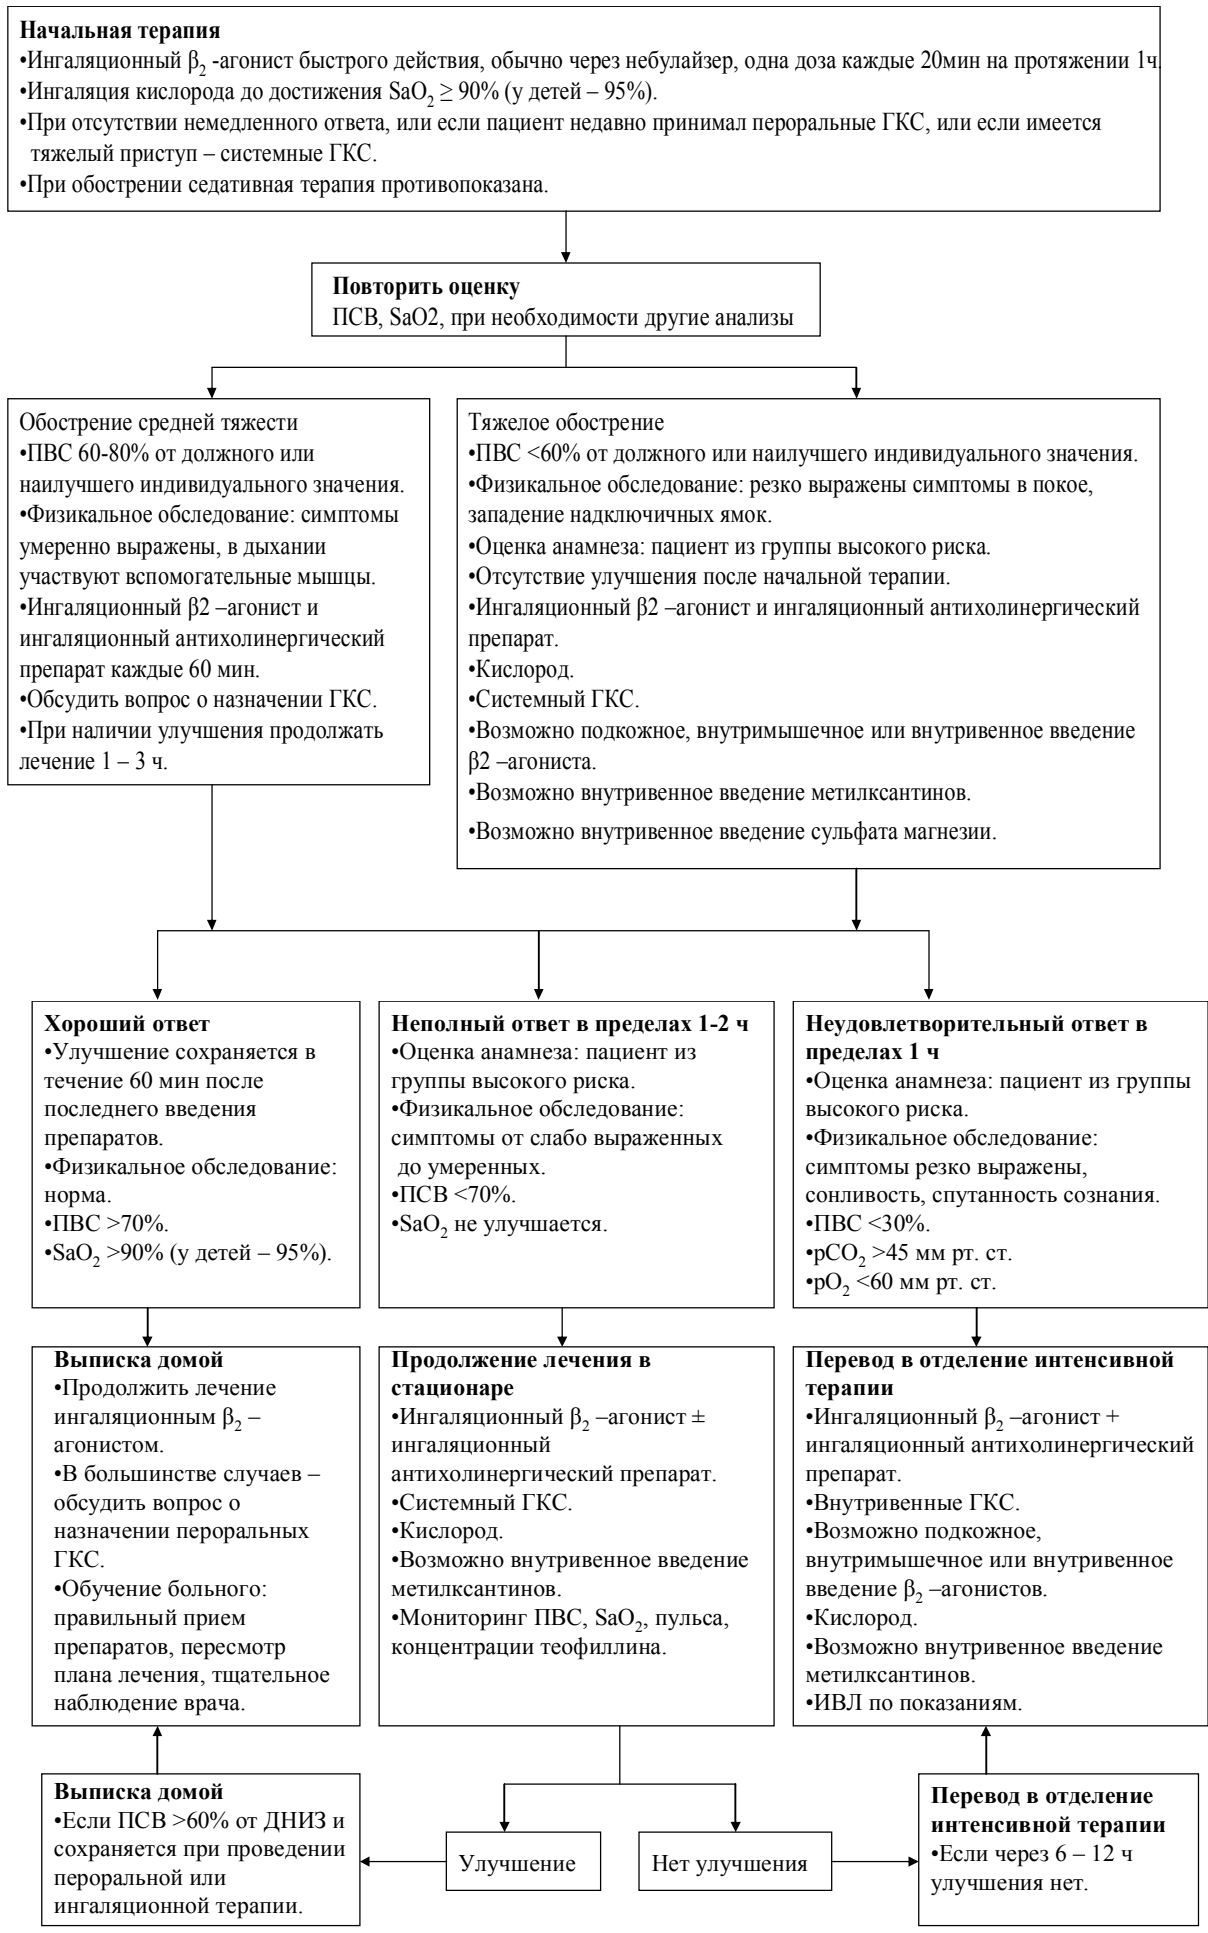 Начальная терапия
•Ингаляционный β₂ -агонист быстрого действия, обычно через небулайзер, одна доза каждые 20мин на протяжении 1ч.
•Ингаляция кислорода до достижения SaO₂ ≥ 90% (у детей – 95%).
•При отсутствии немедленного ответа, или если пациент недавно принимал пероральные ГКС, или если имеется
тяжелый приступ – системные ГКС.
•При обострении седативная терапия противопоказана.
Повторить оценку
ПСВ, SaO2, при необходимости другие анализы
Обострение средней тяжести
•ПВС 60-80% от должного или
наилучшего индивидуального значения.
•Физикальное обследование: симптомы
умеренно выражены, в дыхании
участвуют вспомогательные мышцы.
•Ингаляционный β2 –агонист и
ингаляционный антихолинергический
препарат каждые 60 мин.
•Обсудить вопрос о назначении ГКС.
•При наличии улучшения продолжать
лечение 1 – 3 ч.
Тяжелое обострение
•ПВС <60% от должного или наилучшего индивидуального значения.
•Физикальное обследование: резко выражены симптомы в покое,
западение надключичных ямок.
•Оценка анамнеза: пациент из группы высокого риска.
•Отсутствие улучшения после начальной терапии.
•Ингаляционный β2 –агонист и ингаляционный антихолинергический
препарат.
•Кислород.
•Системный ГКС.
•Возможно подкожное, внутримышечное или внутривенное введение
β2 –агониста.
•Возможно внутривенное введение метилксантинов.
•Возможно внутривенное введение сульфата магнезии.
Хороший ответ
•Улучшение сохраняется в
течение 60 мин после
последнего введения
препаратов.
•Физикальное обследование:
норма.
•ПВС >70%.
•SaO₂ >90% (у детей – 95%).
Неполный ответ в пределах 1-2 ч
•Оценка анамнеза: пациент из
группы высокого риска.
•Физикальное обследование:
симптомы от слабо выраженных
до умеренных.
•ПСВ <70%.
•SaO₂ не улучшается.
Неудовлетворительный ответ в
пределах 1 ч
•Оценка анамнеза: пациент из группы
высокого риска.
•Физикальное обследование:
симптомы резко выражены,
сонливость, спутанность сознания.
•ПВС <30%.
•pCO₂ >45 мм рт. ст.
•pO₂ <60 мм рт. ст.
Выписка домой
•Продолжить лечение
ингаляционным β₂ –
агонистом.
•В большинстве случаев –
обсудить вопрос о
назначении пероральных
ГКС.
•Обучение больного:
правильный прием
препаратов, пересмотр
плана лечения, тщательное
наблюдение врача.
Продолжение лечения в
стационаре
•Ингаляционный β₂ –агонист ±
ингаляционный
антихолинергический препарат.
•Системный ГКС.
•Кислород.
•Возможно внутривенное введение
метилксантинов.
•Мониторинг ПВС, SaO₂, пульса,
концентрации теофиллина.
Перевод в отделение интенсивной
терапии
•Ингаляционный β₂ –агонист +
ингаляционный антихолинергический
препарат.
•Внутривенные ГКС.
•Возможно подкожное,
внутримышечное или внутривенное
введение β₂ –агонистов.
•Кислород.
•Возможно внутривенное введение
метилксантинов.
•ИВЛ по показаниям.
Выписка домой
•Если ПСВ >60% от ДНИЗ и
сохраняется при проведении
пероральной или
ингаляционной терапии.
Улучшение
Нет улучшения
Перевод в отделение
интенсивной терапии
•Если через 6 – 12 ч
улучшения нет.